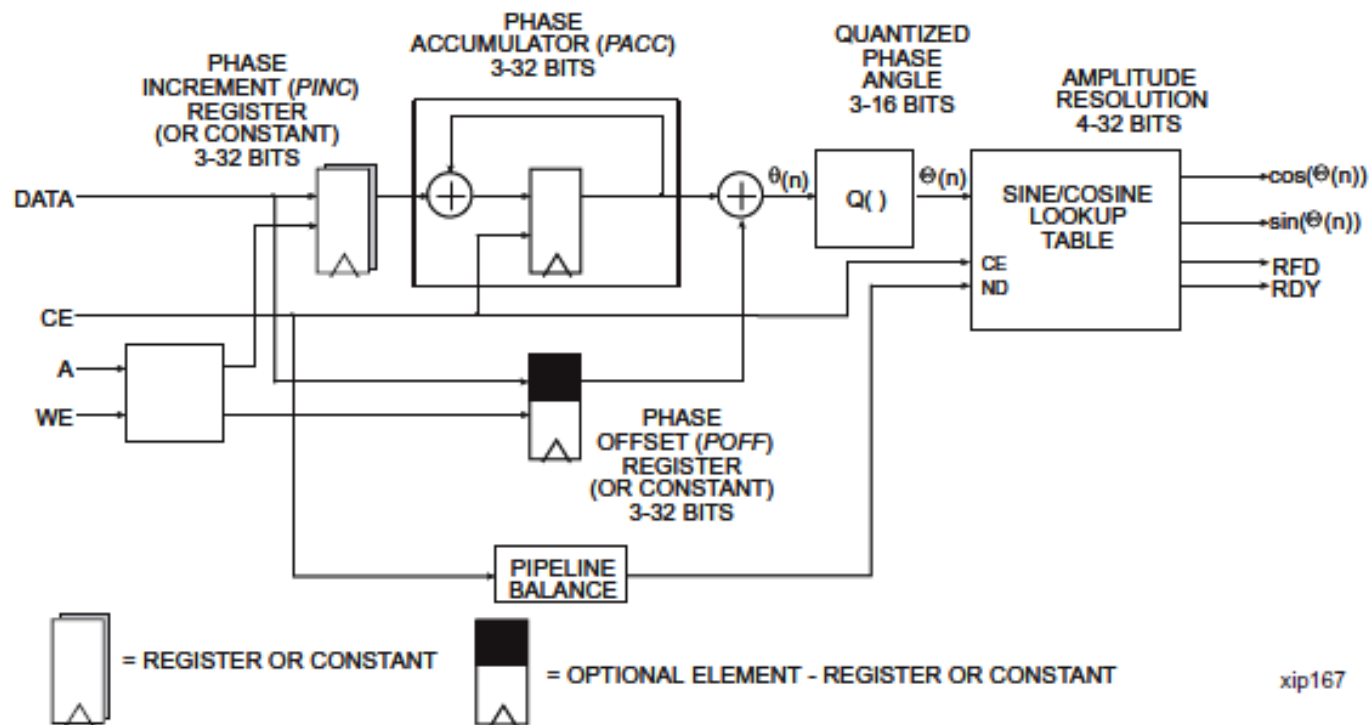 PHASE
INCREMENT (PINC)
REGISTER
(OR CONSTANT)
3-32 BITS
PHASE
ACCUMULATOR (PACC)
3-32 BITS
QUANTIZED
PHASE
ANGLE
3-16 BITS
AMPLITUDE
RESOLUTION
4-32 BITS
DATA
θ(n)
Q( )
Θ(n)
SINE/COSINE
LOOKUP
TABLE
CE
ND
cos(Θ(n))
sin(Θ(n))
RFD
RDY
CE
A
WE
PHASE
OFFSET (POFF)
REGISTER
(OR CONSTANT)
3-32 BITS
PIPELINE
BALANCE
= REGISTER OR CONSTANT
= OPTIONAL ELEMENT - REGISTER OR CONSTANT
xip167